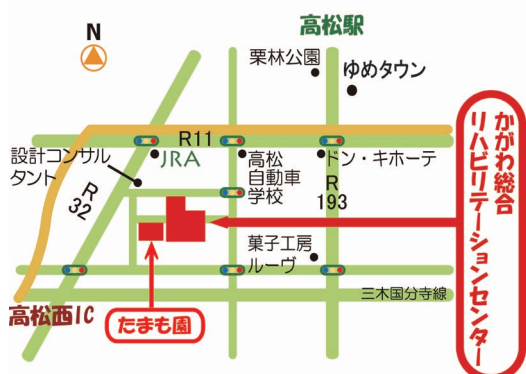 高松駅
N
栗林公園
ゆめタウン
R11
設計コンサル
タント
JRA
高松
自動車
学校
ドン・キホーテ
R
32
R
193
菓子工房
ルーヴ
三木国分寺線
高松西IC
たまも園
かがわ総合
リハビリテーションセンター